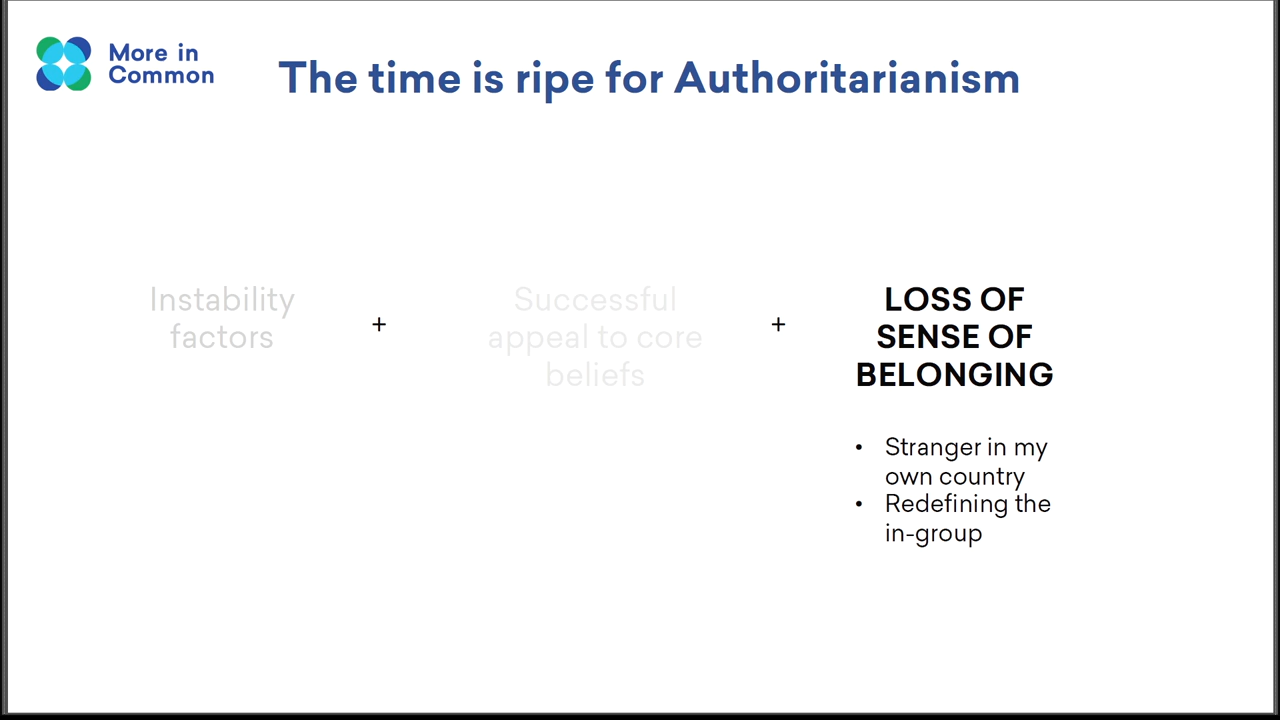 More in
Common
The time is ripe for Authoritarianism
Instability
factors
+
Successful
appeal to core
beliefs
+
LOSS OF
SENSE OF
BELONGING
• Stranger in my
own country
• Redefining the
in-group